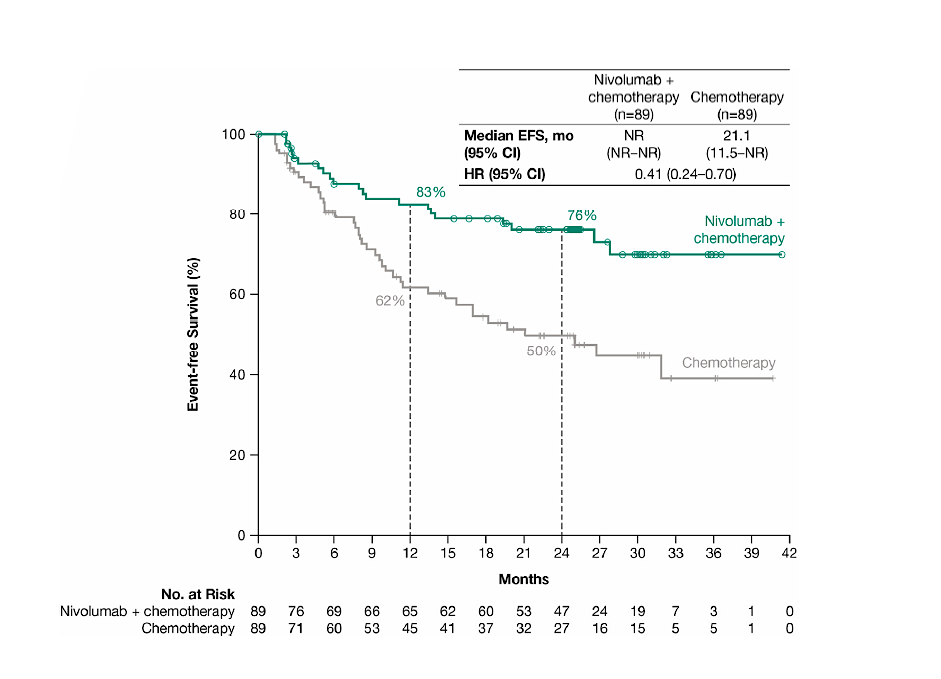 Nivolumab +
chemotherapy Chemotherapy
(n=89) (n=89)
Median EFS, mo NR 21.1
(95% CI) (NR–NR) (11.5–NR)
HR (95% CI) 0.41 (0.24–0.70)
100
80
60
40
20
0
Event-free Survival (%)
83%
76%
62%
50%
Nivolumab +
chemotherapy
Chemotherapy
0 3 6 9 12 15 18 21 24 27 30 33 36 39 42
Months
No. at Risk
Nivolumab + chemotherapy 89 76 69 66 65 62 60 53 47 24 19 7 3 1 0
Chemotherapy 89 71 60 53 45 41 37 32 27 16 15 5 5 1 0